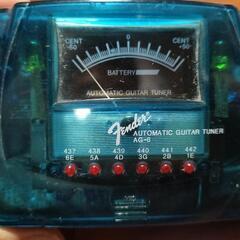 CENT 0 CENT
-50 +50
BATTERY
AUTOMATIC GUITAR TUNER
Fender
AUTOMATIC GUITAR TUNER
AG-6
437 438 439 440 441 442
6E 5A 4D 3G 2B 1E